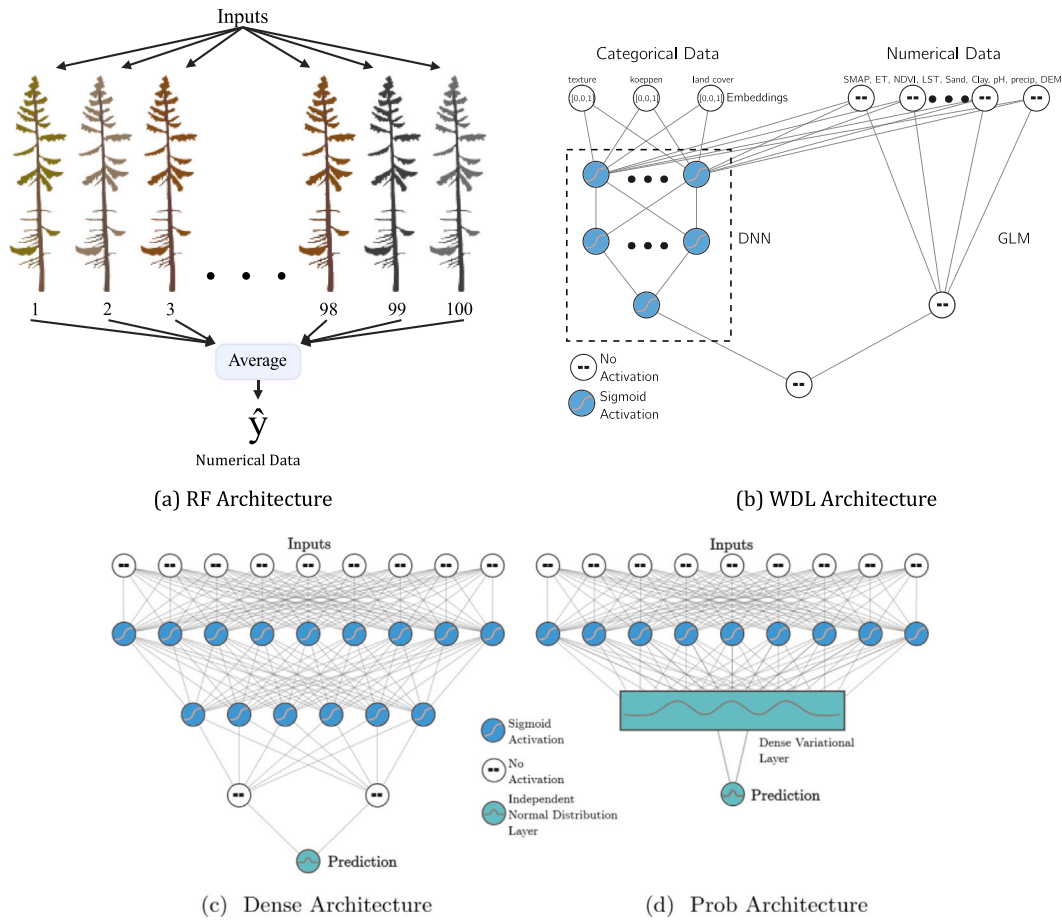 Inputs
1 2 3 98 99 100
Average
ŷ
Numerical Data
(a) RF Architecture
Categorical Data
Numerical Data
texture koeppen land cover
SMAP, ET, NDVI, LST, Sand, Clay, pH, precip, DEM
[0,0,1] [0,0,1] [0,0,1] Embeddings
DNN
GLM
No
Activation
Sigmoid
Activation
(b) WDL Architecture
Inputs
Sigmoid
Activation
No
Activation
Independent
Normal Distribution
Layer
Prediction
(c) Dense Architecture
Inputs
Dense Variational
Layer
Prediction
(d) Prob Architecture